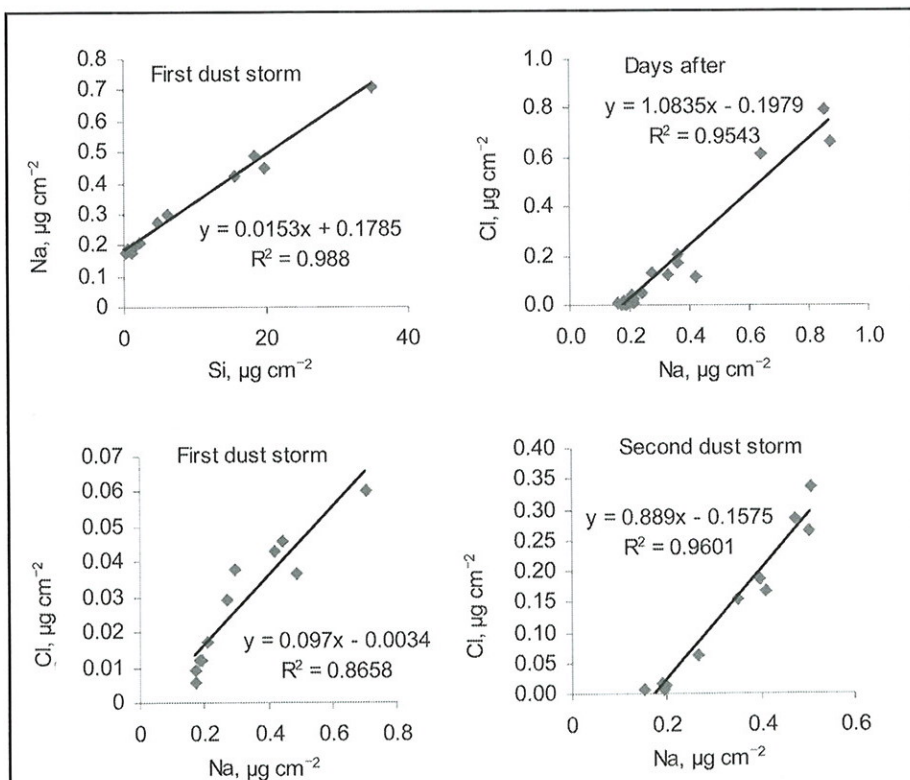 First dust storm
Na, µg cm⁻²
0.8
0.7
0.6
0.5
0.4
0.3
0.2
0.1
0
y = 0.0153x + 0.1785
R² = 0.988
0 20 40
Si, µg cm⁻²
Days after
Cl, µg cm⁻²
1.0
0.8
0.6
0.4
0.2
0.0
y = 1.0835x - 0.1979
R² = 0.9543
0.0 0.2 0.4 0.6 0.8 1.0
Na, µg cm⁻²
First dust storm
Cl, µg cm⁻²
0.07
0.06
0.05
0.04
0.03
0.02
0.01
0
y = 0.097x - 0.0034
R² = 0.8658
0 0.2 0.4 0.6 0.8
Na, µg cm⁻²
Second dust storm
Cl, µg cm⁻²
0.40
0.35
0.30
0.25
0.20
0.15
0.10
0.05
0.00
y = 0.889x - 0.1575
R² = 0.9601
0 0.2 0.4 0.6
Na, µg cm⁻²